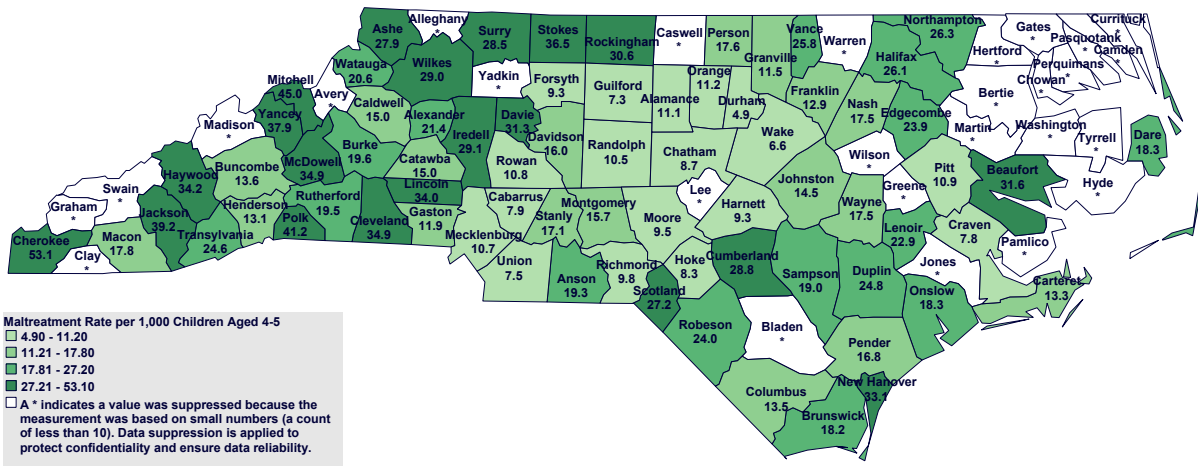 Alleghany
*
Ashe
27.9
Surry
28.5
Stokes
36.5
Rockingham
30.6
Caswell
*
Person
17.6
Granville
11.5
Vance
25.8
Warren
*
Northampton
26.3
Halifax
26.1
Hertford
*
Gates
*
Currituck
*
Pasquotank
*
Camden
*
Perquimans
*
Chowan
*
Bertie
*
Watauga
20.6
Wilkes
29.0
Yadkin
*
Forsyth
9.3
Guilford
7.3
Alamance
11.1
Orange
11.2
Durham
4.9
Franklin
12.9
Nash
17.5
Edgecombe
23.9
Martin
*
Washington
*
Tyrrell
*
Dare
18.3
Mitchell
45.0
Avery
*
Caldwell
15.0
Alexander
21.4
Iredell
29.1
Davie
31.3
Davidson
16.0
Randolph
10.5
Chatham
8.7
Wake
6.6
Wilson
*
Pitt
10.9
Beaufort
31.6
Hyde
*
Madison
*
Yancey
37.9
McDowell
34.9
Burke
19.6
Catawba
15.0
Rowan
10.8
Lee
*
Johnston
14.5
Greene
*
Swain
*
Haywood
34.2
Buncombe
13.6
Rutherford
19.5
Lincoln
34.0
Cabarrus
7.9
Stanly
17.1
Montgomery
15.7
Moore
9.5
Harnett
9.3
Wayne
17.5
Lenoir
22.9
Craven
7.8
Pamlico
*
Graham
*
Jackson
39.2
Henderson
13.1
Polk
41.2
Cleveland
34.9
Gaston
11.9
Mecklenburg
10.7
Cherokee
53.1
Clay
*
Macon
17.8
Transylvania
24.6
Union
7.5
Anson
19.3
Richmond
9.8
Hoke
8.3
Scotland
27.2
Cumberland
28.8
Sampson
19.0
Duplin
24.8
Jones
*
Onslow
18.3
Carteret
13.3
Robeson
24.0
Bladen
*
Pender
16.8
Columbus
13.5
New Hanover
33.1
Brunswick
18.2
Maltreatment Rate per 1,000 Children Aged 4-5
4.90 - 11.20
11.21 - 17.80
17.81 - 27.20
27.21 - 53.10
A * indicates a value was suppressed because the
measurement was based on small numbers (a count
of less than 10). Data suppression is applied to
protect confidentiality and ensure data reliability.